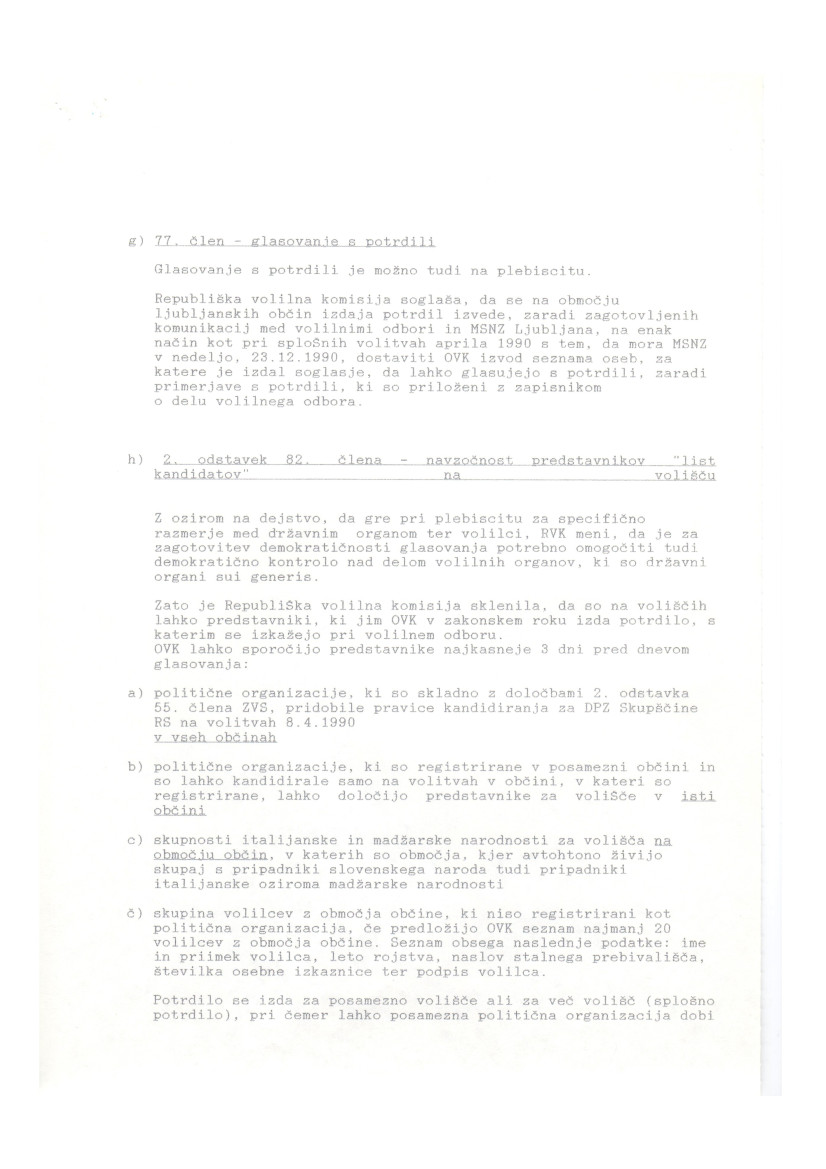 g) 77. člen - glasovanje s potrdili
Glasovanje s potrdili je možno tudi na plebiscitu.
Republiška volilna komisija soglaša, da se na območju
ljubljanskih občin izdaja potrdil izvede, zaradi zagotovljenih
komunikacij med volilnimi odbori in MSNZ Ljubljana, na enak
način kot pri splošnih volitvah aprila 1990 s tem, da mora MSNZ
v nedeljo, 23.12.1990, dostaviti OVK izvod seznama oseb, za
katere je izdal soglasje, da lahko glasujejo s potrdili, zaradi
primerjave s potrdili, ki so priloženi z zapisnikom
o delu volilnega odbora.
h) 2. odstavek 82. člena - navzočnost predstavnikov "list
kandidatov" na volišču
Z ozirom na dejstvo, da gre pri plebiscitu za specifično
razmerje med državnim organom ter volilci, RVK meni, da je za
zagotovitev demokratičnosti glasovanja potrebno omogočiti tudi
demokratično kontrolo nad delom volilnih organov, ki so državni
organi sui generis.
Zato je Republiška volilna komisija sklenila, da so na voliščih
lahko predstavniki, ki jim OVK v zakonskem roku izda potrdilo, s
katerim se izkažejo pri volilnem odboru.
OVK lahko sporočijo predstavnike najkasneje 3 dni pred dnevom
glasovanja:
a) politične organizacije, ki so skladno z določbami 2. odstavka
55. člena ZVS, pridobile pravice kandidiranja za DPZ Skupščine
RS na volitvah 8.4.1990
v vseh občinah
b) politične organizacije, ki so registrirane v posamezni občini in
so lahko kandidirale samo na volitvah v občini, v kateri so
registrirane, lahko določijo predstavnike za volišče v isti
občini
c) skupnosti italijanske in madžarske narodnosti za volišča na
območju občin, v katerih so območja, kjer avtohtono živijo
skupaj s pripadniki slovenskega naroda tudi pripadniki
italijanske oziroma madžarske narodnosti
č) skupina volilcev z območja občine, ki niso registrirani kot
politična organizacija, če predložijo OVK seznam najmanj 20
volilcev z območja občine. Seznam obsega naslednje podatke: ime
in priimek volilca, leto rojstva, naslov stalnega prebivališča,
številka osebne izkaznice ter podpis volilca.
Potrdilo se izda za posamezno volišče ali za več volišč (splošno
potrdilo), pri čemer lahko posamezna politična organizacija dobi